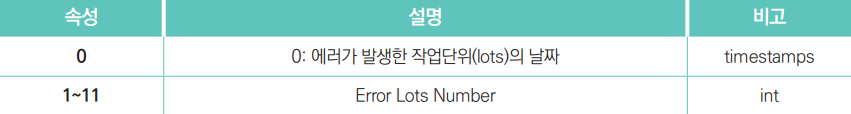 속성 설명 비고
0 0: 에러가 발생한 작업단위(lots)의 날짜 timestamps
1~11 Error Lots Number int